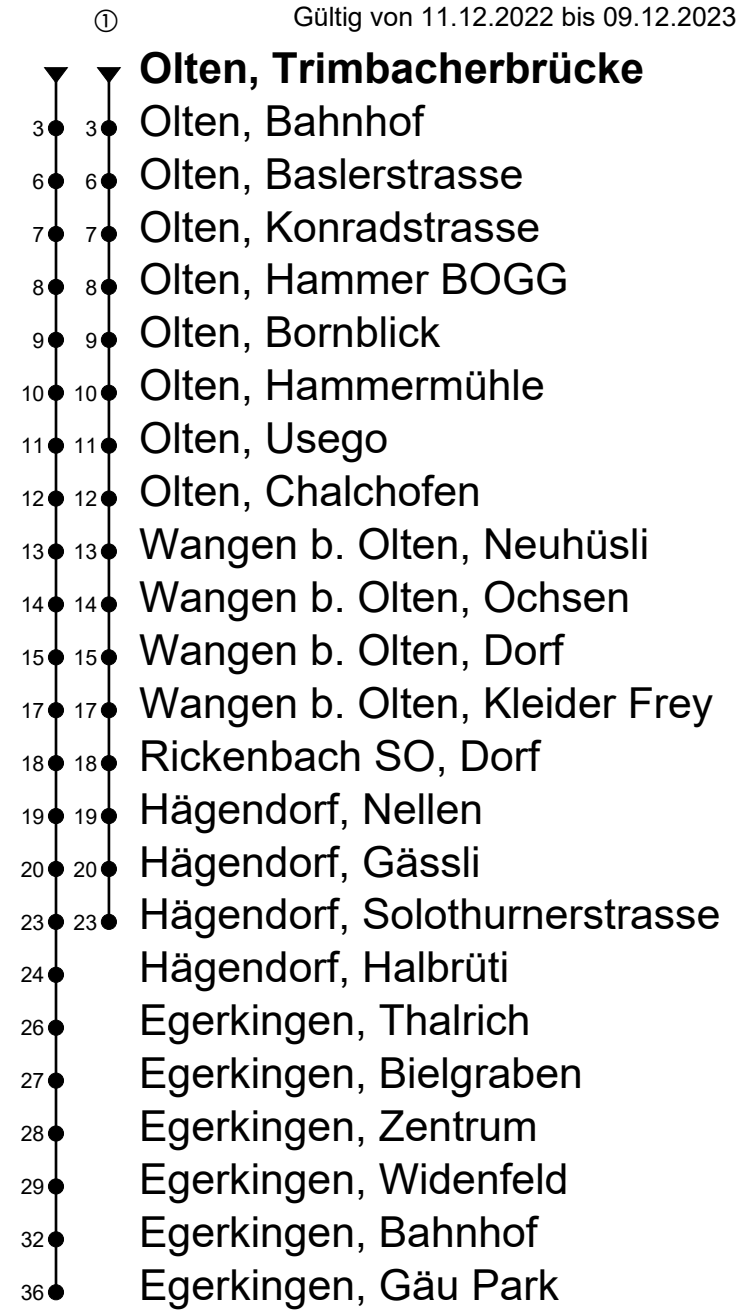 ① Gültig von 11.12.2022 bis 09.12.2023
Olten, Trimbacherbrücke
3 3 Olten, Bahnhof
6 6 Olten, Baslerstrasse
7 7 Olten, Konradstrasse
8 8 Olten, Hammer BOGG
9 9 Olten, Bornblick
10 10 Olten, Hammermühle
11 11 Olten, Usego
12 12 Olten, Chalchofen
13 13 Wangen b. Olten, Neuhüsli
14 14 Wangen b. Olten, Ochsen
15 15 Wangen b. Olten, Dorf
17 17 Wangen b. Olten, Kleider Frey
18 18 Rickenbach SO, Dorf
19 19 Hägendorf, Nellen
20 20 Hägendorf, Gässli
23 23 Hägendorf, Solothurnerstrasse
24 Hägendorf, Halbrüti
26 Egerkingen, Thalrich
27 Egerkingen, Bielgraben
28 Egerkingen, Zentrum
29 Egerkingen, Widenfeld
32 Egerkingen, Bahnhof
36 Egerkingen, Gäu Park